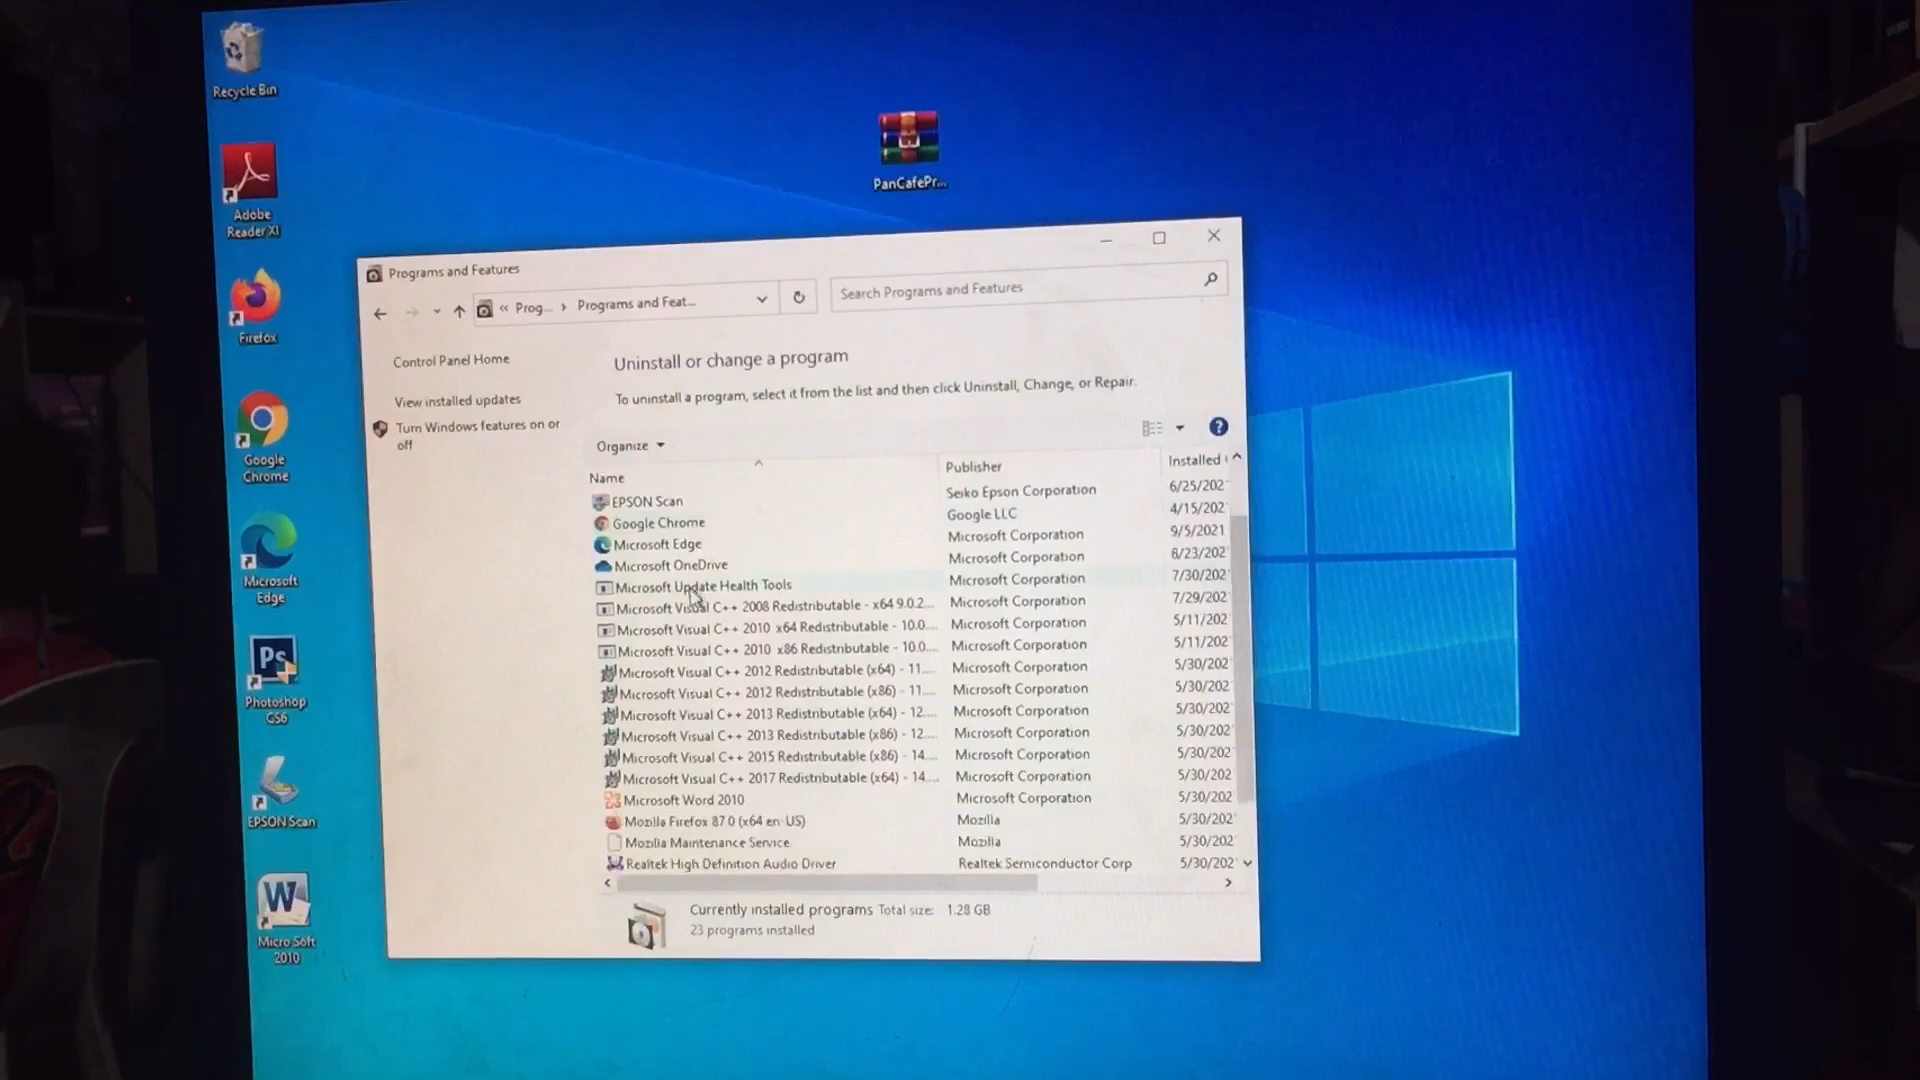 Recycle Bin
Adobe
Reader XI
Firefox
Google
Chrome
Microsoft
Edge
Photoshop
CS6
EPSON Scan
Micro Soft
2010
PanCafePr...
Programs and Features
« Prog... › Programs and Feat...
Search Programs and Features
Control Panel Home
View installed updates
Turn Windows features on or
off
Uninstall or change a program
To uninstall a program, select it from the list and then click Uninstall, Change, or Repair.
Organize
Name Publisher Installed
EPSON Scan Seiko Epson Corporation 6/25/202
Google Chrome Google LLC 4/15/202
Microsoft Edge Microsoft Corporation 9/5/2021
Microsoft OneDrive Microsoft Corporation 8/23/202
Microsoft Update Health Tools Microsoft Corporation 7/30/202
Microsoft Visual C++ 2008 Redistributable - x64 9.0.2... Microsoft Corporation 7/29/202
Microsoft Visual C++ 2010 x64 Redistributable - 10.0.... Microsoft Corporation 5/11/202
Microsoft Visual C++ 2010 x86 Redistributable - 10.0.... Microsoft Corporation 5/11/202
Microsoft Visual C++ 2012 Redistributable (x64) - 11.... Microsoft Corporation 5/30/202
Microsoft Visual C++ 2012 Redistributable (x86) - 11.... Microsoft Corporation 5/30/202
Microsoft Visual C++ 2013 Redistributable (x64) - 12.... Microsoft Corporation 5/30/202
Microsoft Visual C++ 2013 Redistributable (x86) - 12.... Microsoft Corporation 5/30/202
Microsoft Visual C++ 2015 Redistributable (x86) - 14.... Microsoft Corporation 5/30/202
Microsoft Visual C++ 2017 Redistributable (x64) - 14.... Microsoft Corporation 5/30/202
Microsoft Word 2010 Microsoft Corporation 5/30/202
Mozilla Firefox 87.0 (x64 en-US) Mozilla 5/30/202
Mozilla Maintenance Service Mozilla 5/30/202
Realtek High Definition Audio Driver Realtek Semiconductor Corp 5/30/202
Currently installed programs Total size: 1.28 GB
23 programs installed